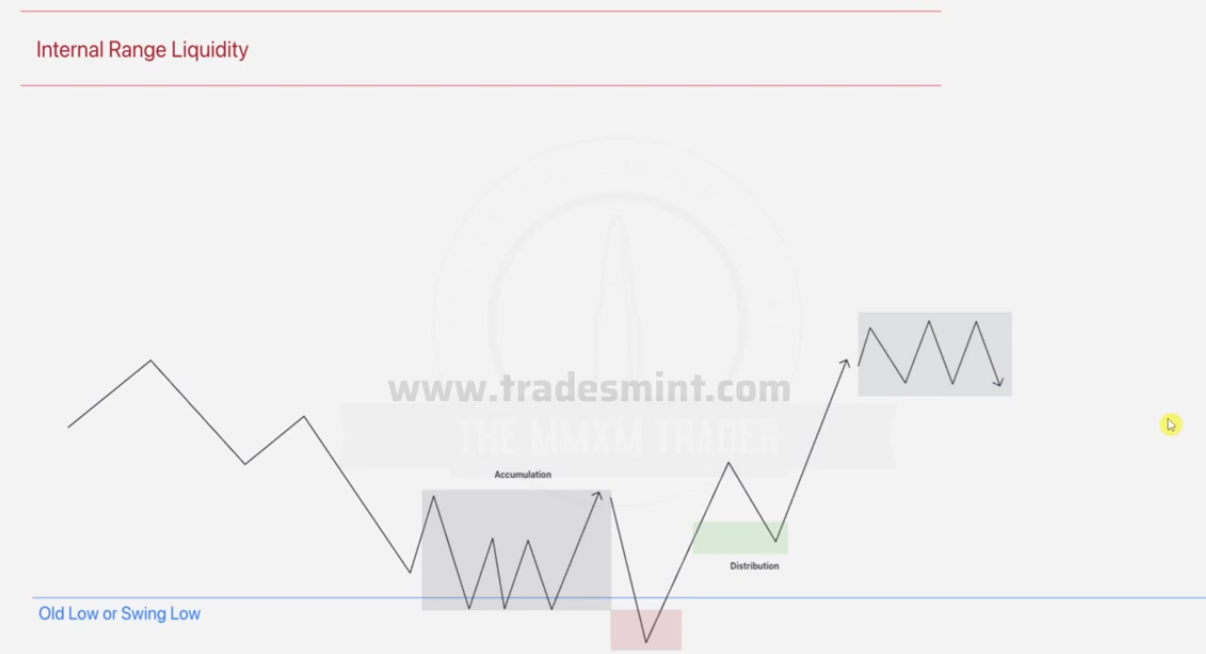 Internal Range Liquidity
www.tradesmint.com
THE MMXM TRADER
Accumulation
Distribution
Old Low or Swing Low